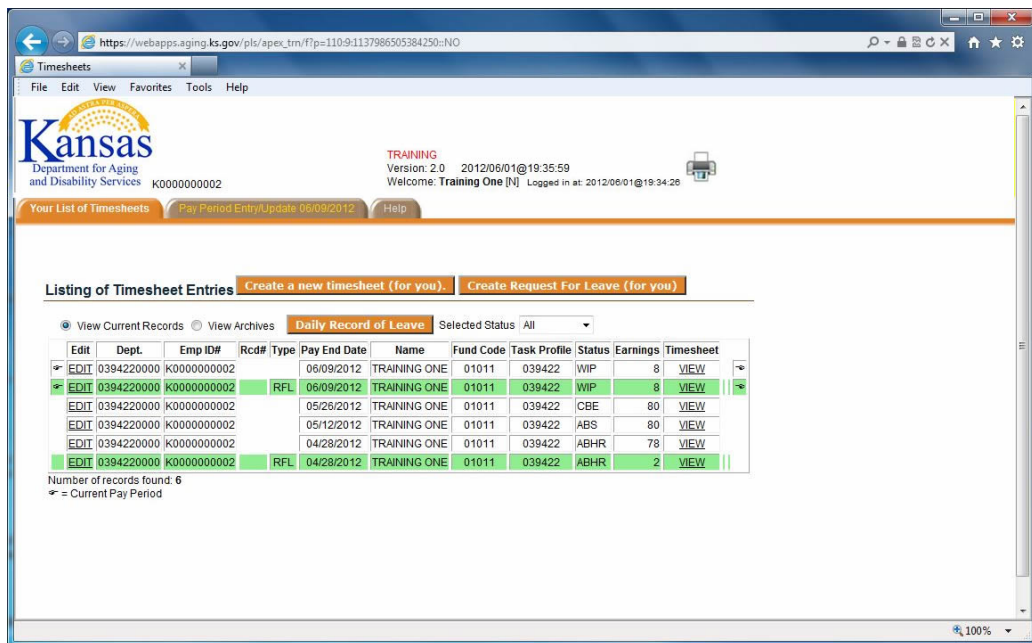 https://webapps.aging.ks.gov/pls/apex_trn/f?p=110:9:1137986505384250::NO
Timesheets
File Edit View Favorites Tools Help
AD ASTRA PER ASPERA
Kansas
Department for Aging
and Disability Services K0000000002
TRAINING
Version: 2.0 2012/06/01@19:35:59
Welcome: Training One [N] Logged in at: 2012/06/01@19:34:26
Your List of Timesheets Pay Period Entry/Update 06/09/2012 Help
Listing of Timesheet Entries Create a new timesheet (for you). Create Request For Leave (for you)
View Current Records View Archives Daily Record of Leave Selected Status All
Edit Dept. Emp ID# Rcd# Type Pay End Date Name Fund Code Task Profile Status Earnings Timesheet
EDIT 0394220000 K0000000002 06/09/2012 TRAINING ONE 01011 039422 WIP 8 VIEW
EDIT 0394220000 K0000000002 RFL 06/09/2012 TRAINING ONE 01011 039422 WIP 8 VIEW
EDIT 0394220000 K0000000002 05/26/2012 TRAINING ONE 01011 039422 CBE 80 VIEW
EDIT 0394220000 K0000000002 05/12/2012 TRAINING ONE 01011 039422 ABS 80 VIEW
EDIT 0394220000 K0000000002 04/28/2012 TRAINING ONE 01011 039422 ABHR 78 VIEW
EDIT 0394220000 K0000000002 RFL 04/28/2012 TRAINING ONE 01011 039422 ABHR 2 VIEW
Number of records found: 6
= Current Pay Period
100%